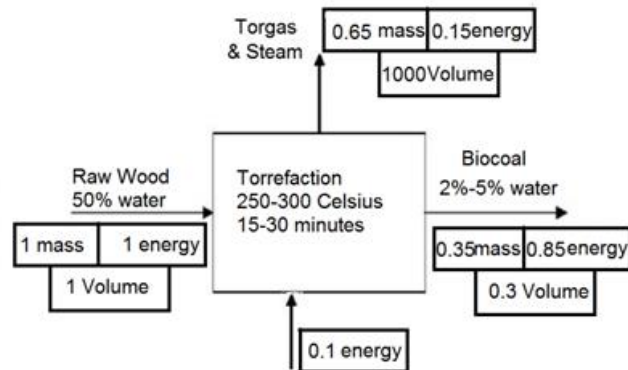 Torgas
& Steam
0.65 mass 0.15energy
1000Volume
Raw Wood
50% water
1 mass 1 energy
1 Volume
Torrefaction
250-300 Celsius
15-30 minutes
Biocoal
2%-5% water
0.35mass 0.85energy
0.3 Volume
0.1 energy